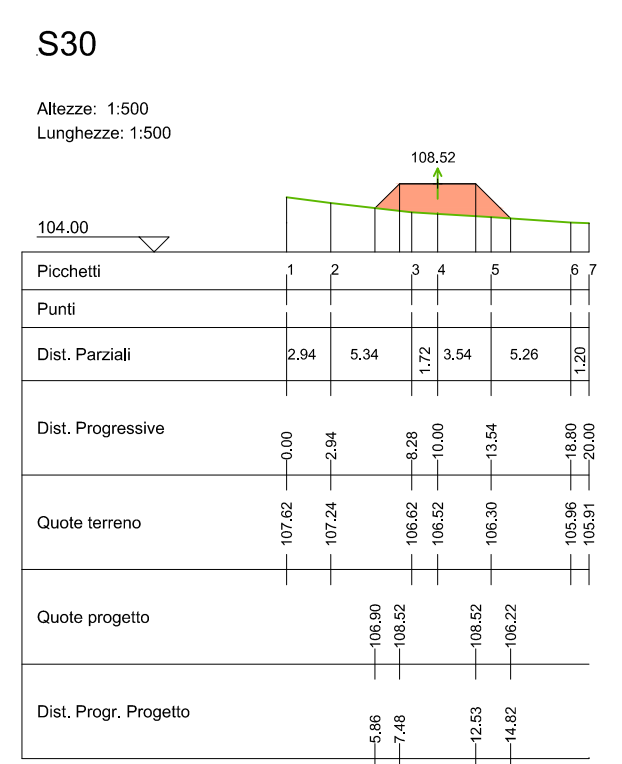 S30
Altezze: 1:500
Lunghezze: 1:500
108.52
104.00
Picchetti 1 2 3 4 5 6 7
Punti
Dist. Parziali 2.94 5.34 1.72 3.54 5.26 1.20
Dist. Progressive 0.00 2.94 8.28 10.00 13.54 18.80 20.00
Quote terreno 107.62 107.24 106.62 106.52 106.30 105.96 105.91
Quote progetto 106.90 108.52 108.52 106.22
Dist. Progr. Progetto 5.86 7.48 12.53 14.82